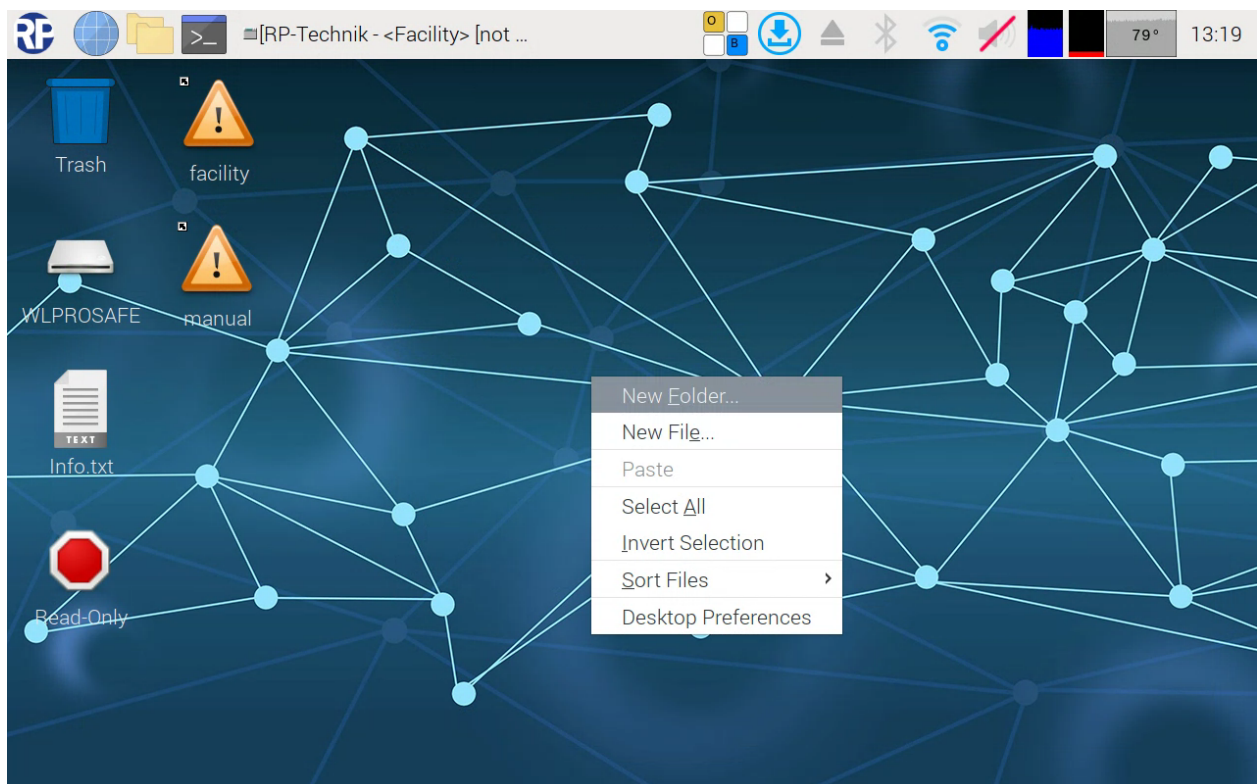 RP
>_
[RP-Technik - <Facility> [not ...
O
B
79°
13:19
Trash
facility
WLPROSAFE
manual
TEXT
Info.txt
Read-Only
New Folder...
New File...
Paste
Select All
Invert Selection
Sort Files
Desktop Preferences